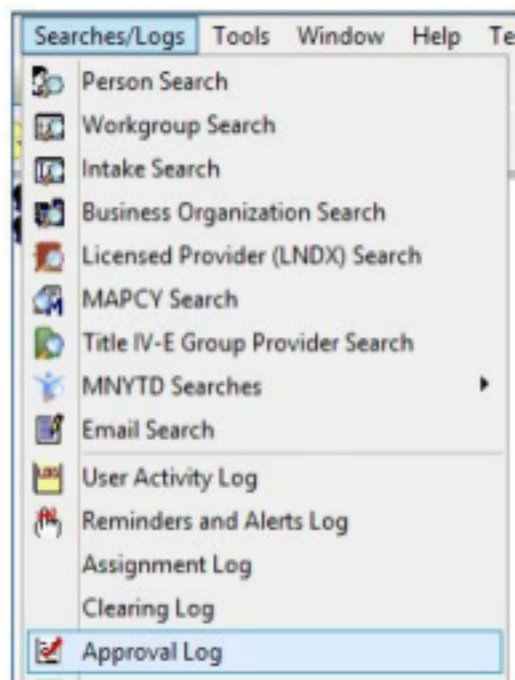 Searches/Logs Tools Window Help Te
Person Search
Workgroup Search
Intake Search
Business Organization Search
Licensed Provider (LNDX) Search
MAPCY Search
Title IV-E Group Provider Search
MNYTD Searches
Email Search
User Activity Log
Reminders and Alerts Log
Assignment Log
Clearing Log
Approval Log